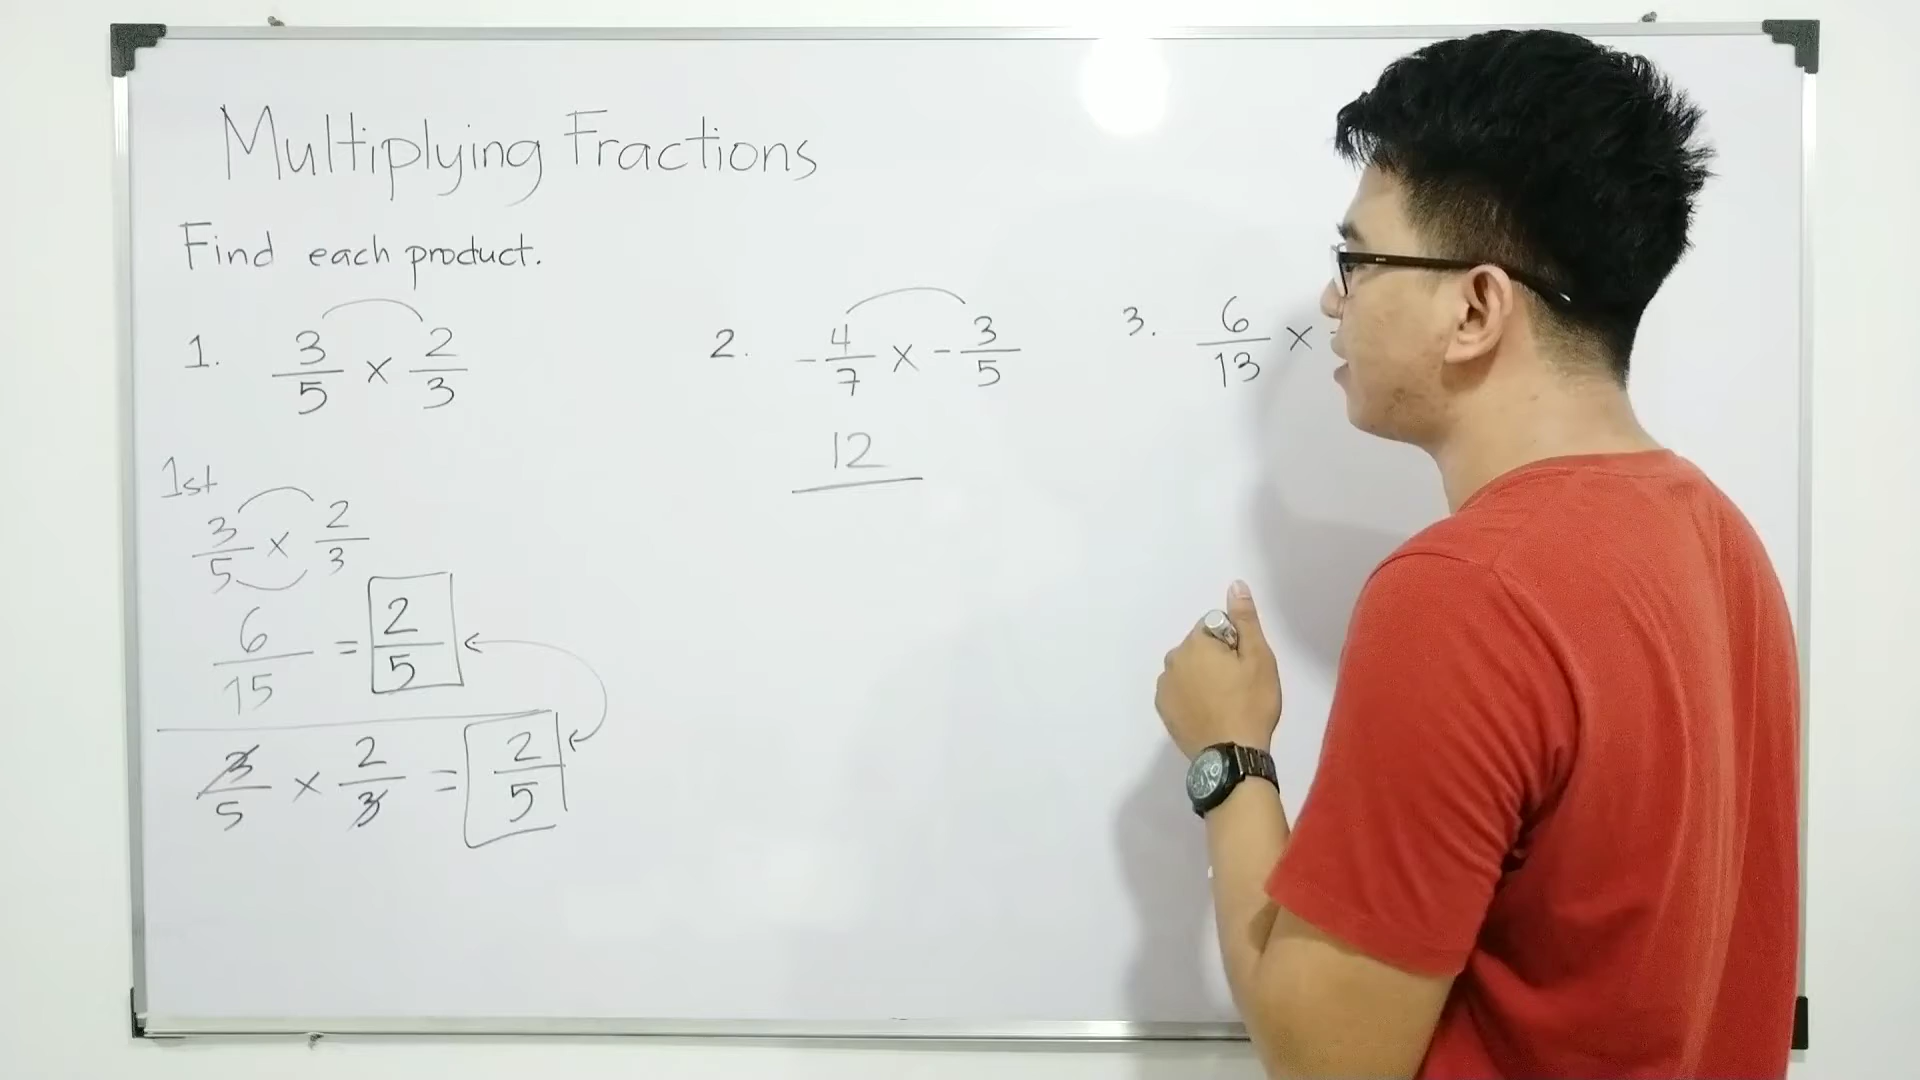 Multiplying Fractions
Find each product.
1. 3/5 x 2/3
2. -4/7 x -3/5
3. 6/13 x
12
1st
3/5 x 2/3
6/15 = 2/5
3/5 x 2/3 = 2/5